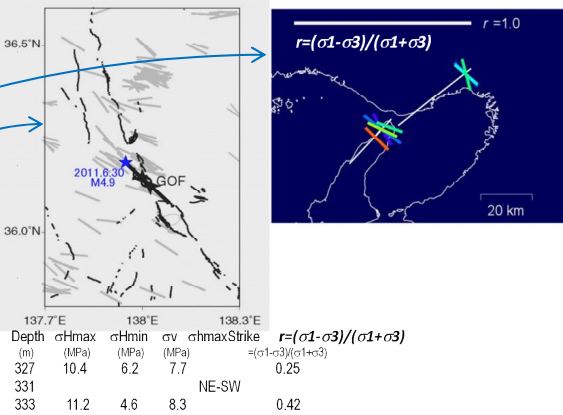 36.5°N
36.0°N
2011.6.30
M4.9
GOF
137.7°E
138°E
138.3°E
r =1.0
r=(σ1-σ3)/(σ1+σ3)
20 km
Depth σHmax σHmin σv σhmaxStrike r=(σ1-σ3)/(σ1+σ3)
(m) (MPa) (MPa) (MPa) =(σ1-σ3)/(σ1+σ3)
327 10.4 6.2 7.7 0.25
331 NE-SW
333 11.2 4.6 8.3 0.42